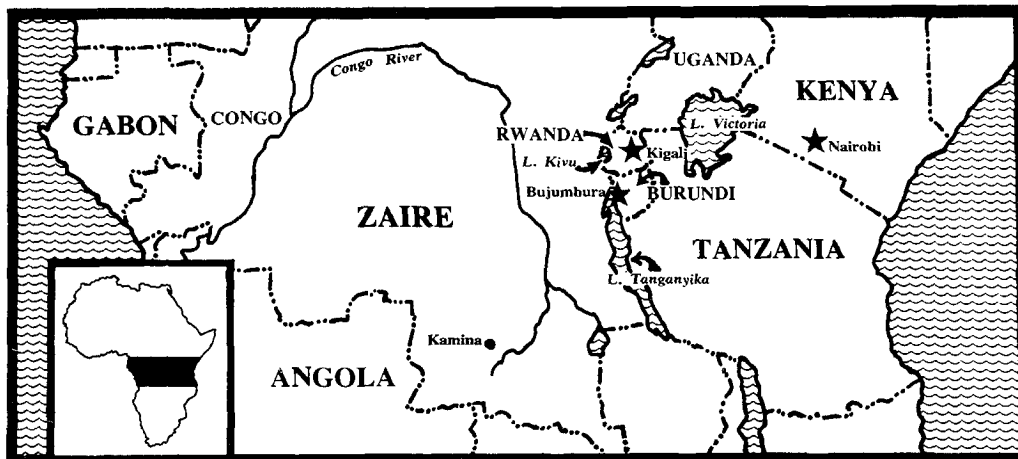 Congo River
UGANDA
KENYA
GABON
CONGO
L. Victoria
RWANDA
Nairobi
Kigali
L. Kivu
Bujumbura
BURUNDI
ZAIRE
TANZANIA
L. Tanganyika
Kamina
ANGOLA